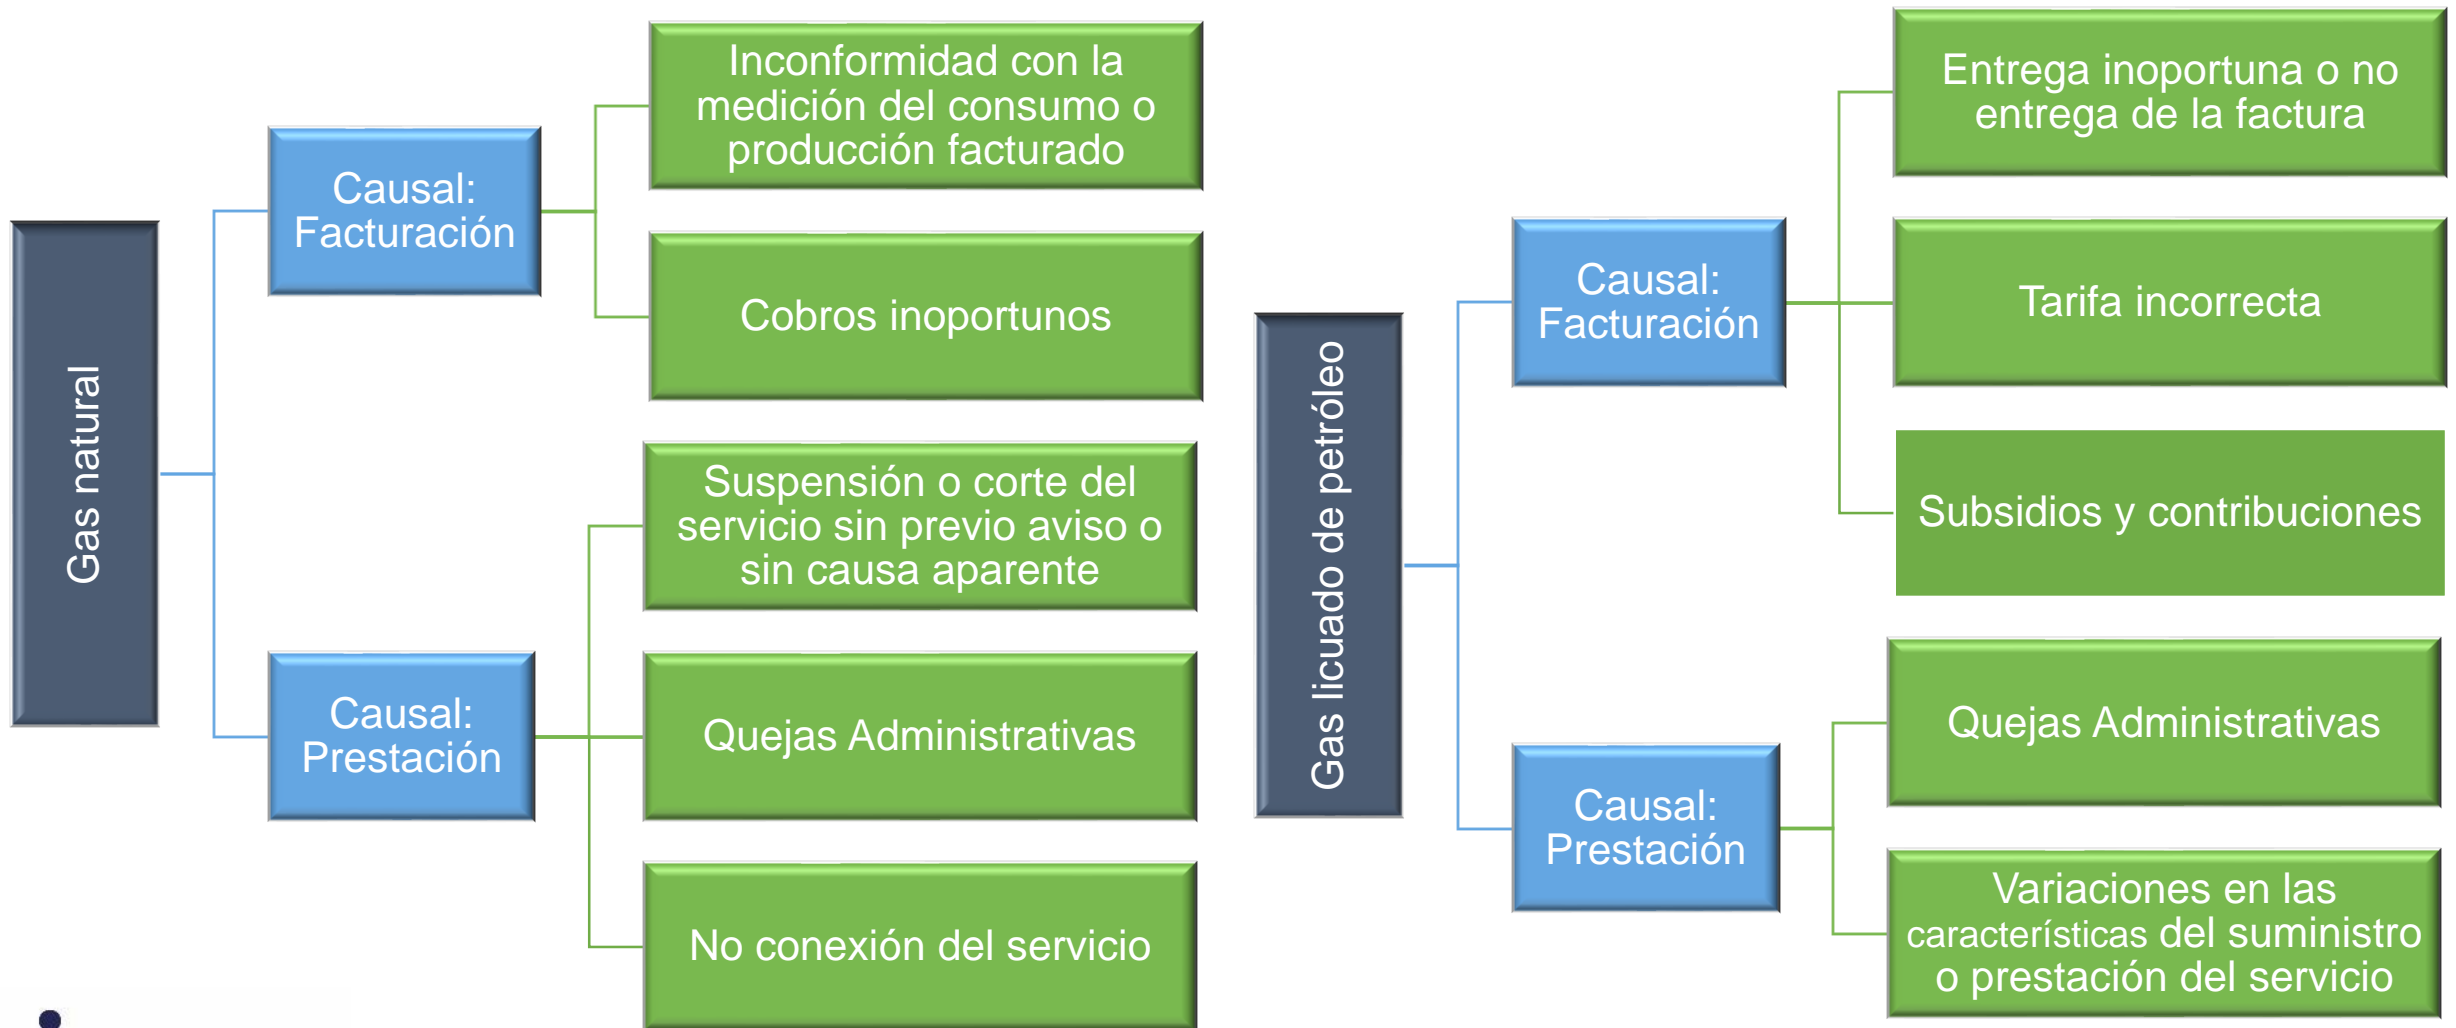 Gas natural
Causal:
Facturación
Inconformidad con la
medición del consumo o
producción facturado
Cobros inoportunos
Causal:
Prestación
Suspensión o corte del
servicio sin previo aviso o
sin causa aparente
Quejas Administrativas
No conexión del servicio
Gas licuado de petróleo
Causal:
Facturación
Entrega inoportuna o no
entrega de la factura
Tarifa incorrecta
Subsidios y contribuciones
Causal:
Prestación
Quejas Administrativas
Variaciones en las
características del suministro
o prestación del servicio